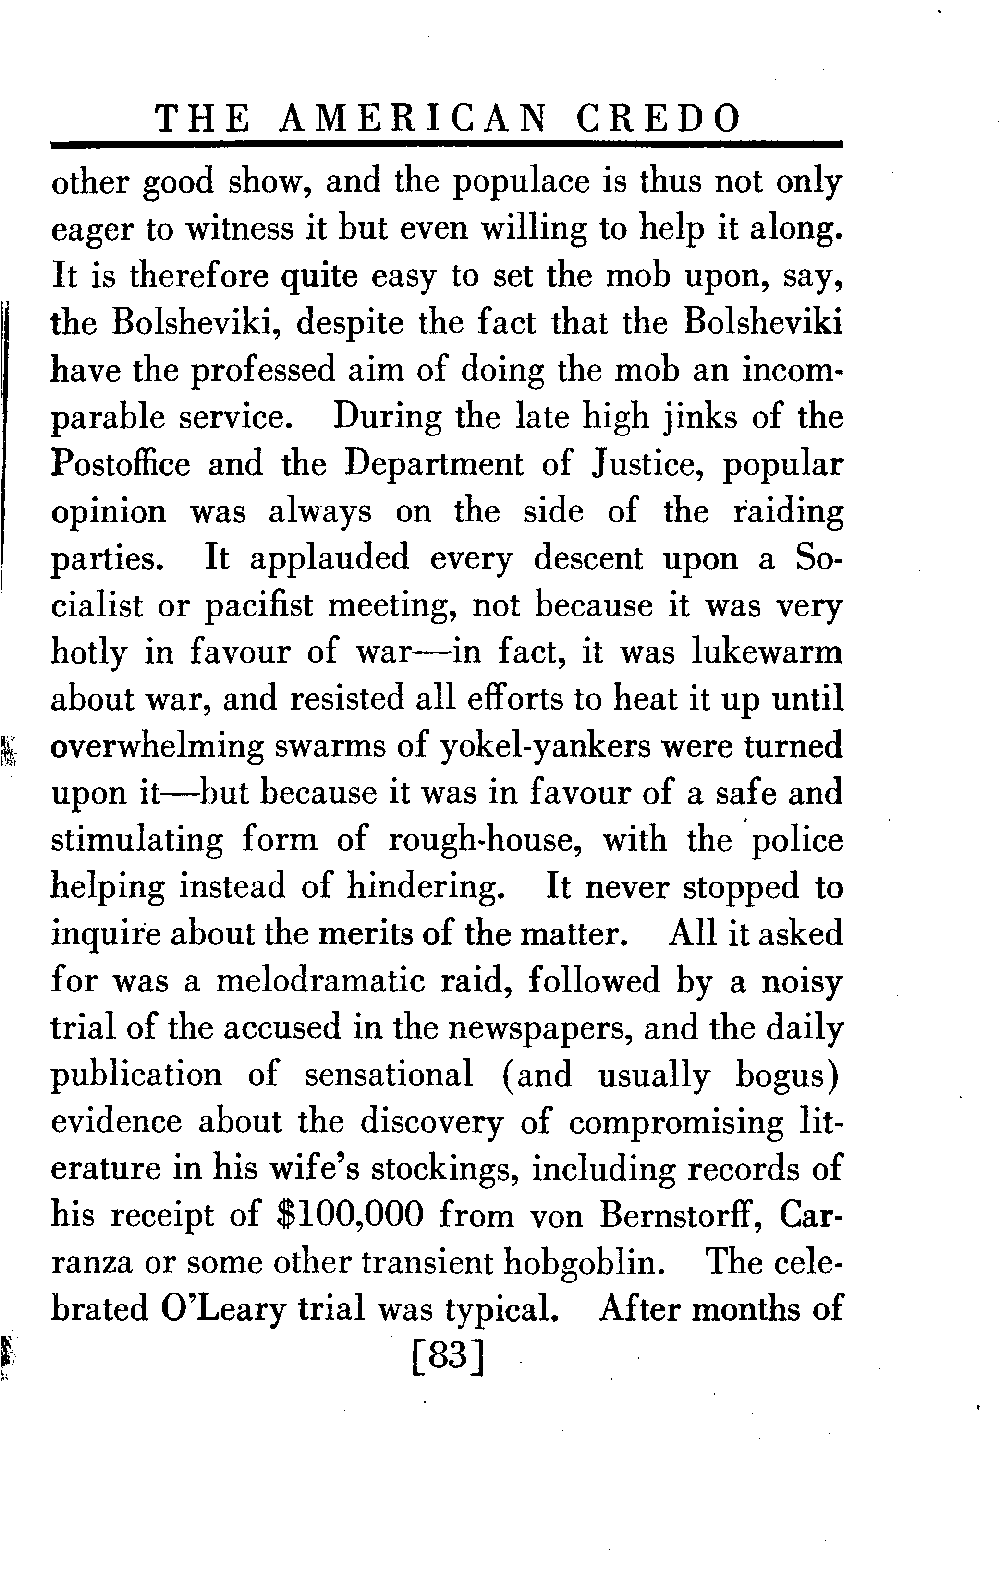 THE AMERICAN CREDO
other good show, and the populace is thus not only
eager to witness it but even willing to help it along.
It is therefore quite easy to set the mob upon, say,
the Bolsheviki, despite the fact that the Bolsheviki
have the professed aim of doing the mob an incom-
parable service. During the late high jinks of the
Postoffice and the Department of Justice, popular
opinion was always on the side of the raiding
parties. It applauded every descent upon a So-
cialist or pacifist meeting, not because it was very
hotly in favour of war—in fact, it was lukewarm
about war, and resisted all efforts to heat it up until
overwhelming swarms of yokel-yankers were turned
upon it—but because it was in favour of a safe and
stimulating form of rough-house, with the police
helping instead of hindering. It never stopped to
inquire about the merits of the matter. All it asked
for was a melodramatic raid, followed by a noisy
trial of the accused in the newspapers, and the daily
publication of sensational (and usually bogus)
evidence about the discovery of compromising lit-
erature in his wife's stockings, including records of
his receipt of $100,000 from von Bernstorff, Car-
ranza or some other transient hobgoblin. The cele-
brated O'Leary trial was typical. After months of
[83]